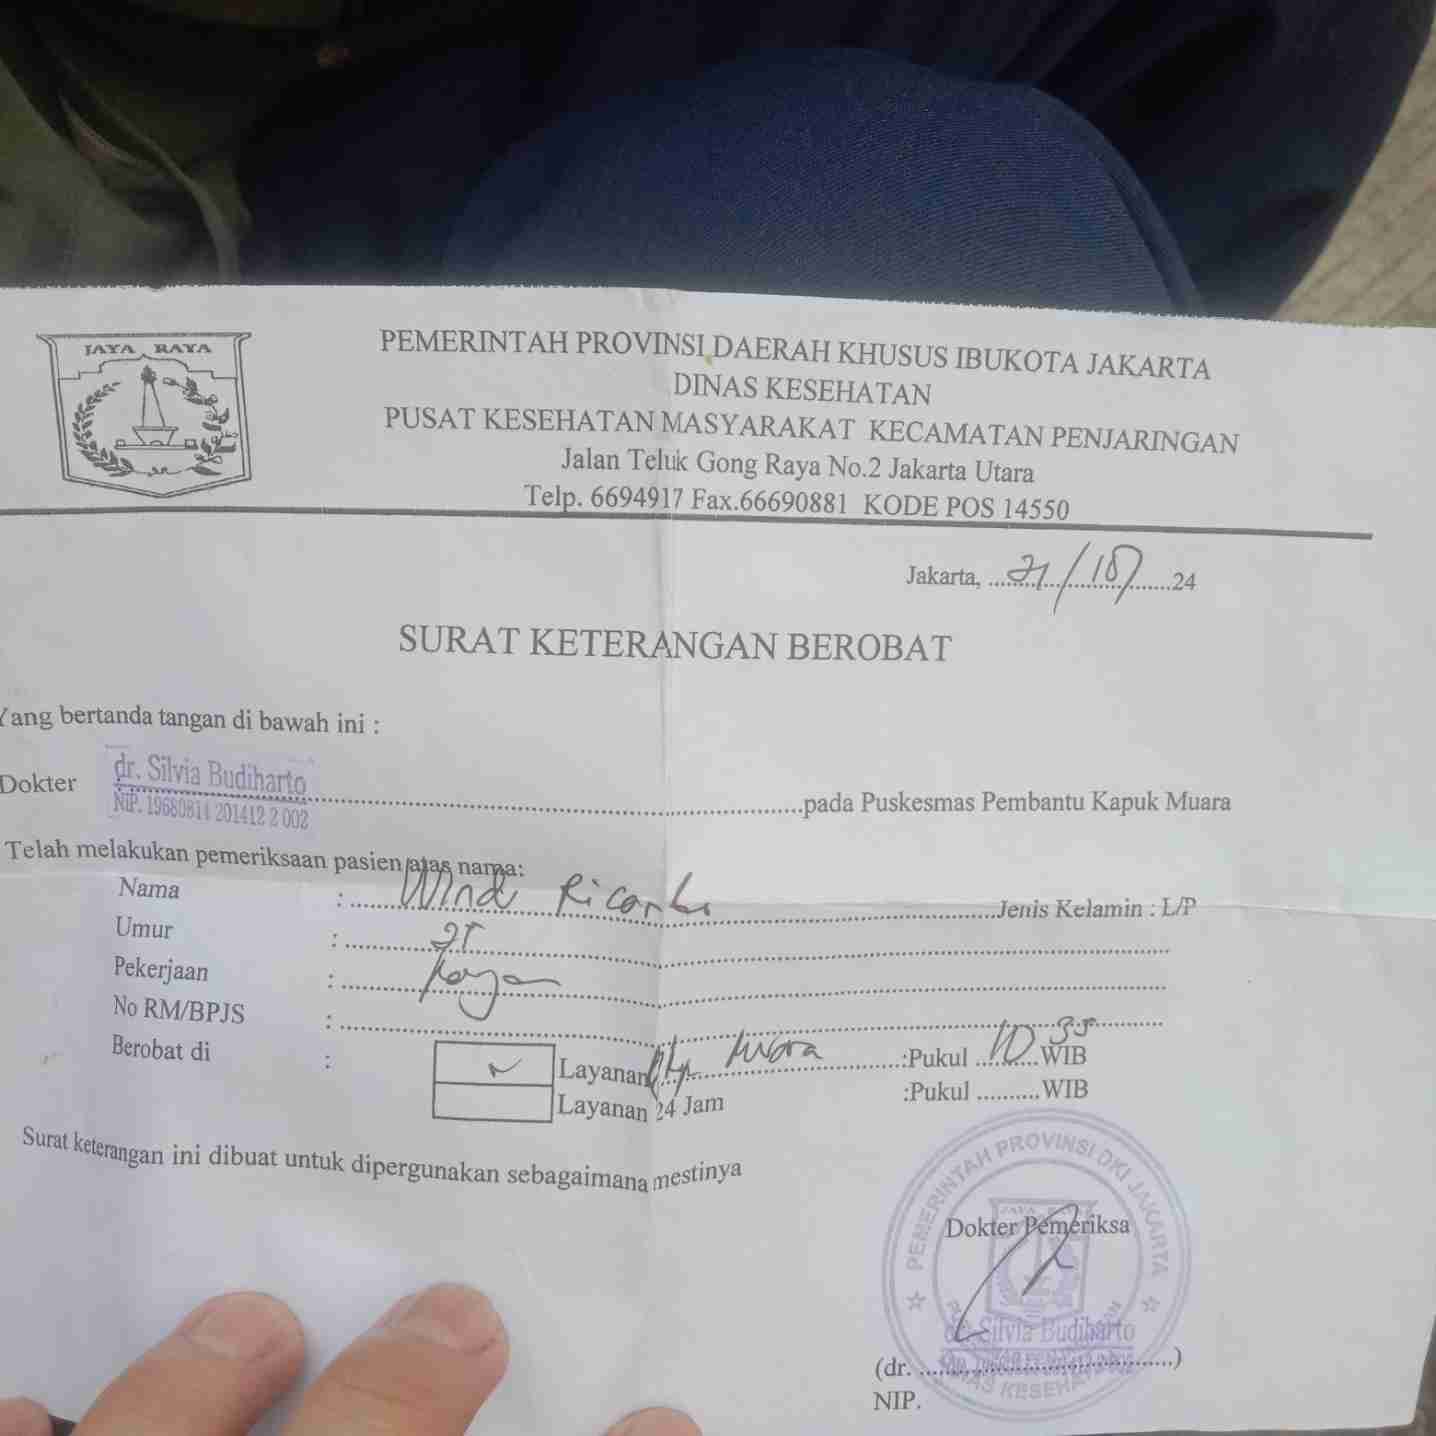 JAYA RAYA
PEMERINTAH PROVINSI DAERAH KHUSUS IBUKOTA JAKARTA
DINAS KESEHATAN
PUSAT KESEHATAN MASYARAKAT KECAMATAN PENJARINGAN
Jalan Teluk Gong Raya No.2 Jakarta Utara
Telp. 6694917 Fax.66690881 KODE POS 14550
Jakarta, 21/10/24
SURAT KETERANGAN BEROBAT
Yang bertanda tangan di bawah ini :
Dokter dr. Silvia Budiharto pada Puskesmas Pembantu Kapuk Muara
NIP. 19680814 201412 2 002
Telah melakukan pemeriksaan pasien atas nama:
Nama : Jenis Kelamin : L/P
Umur :
Pekerjaan :
No RM/BPJS :
Berobat di : Layanan Muara :Pukul 10 35 WIB
Layanan 24 Jam :Pukul ..........WIB
Surat keterangan ini dibuat untuk dipergunakan sebagaimana mestinya
PEMERINTAH PROVINSI DKI JAKARTA
Dokter Pemeriksa
dr. Silvia Budiharto
(dr. ..........)
DINAS KESEHATAN
NIP.